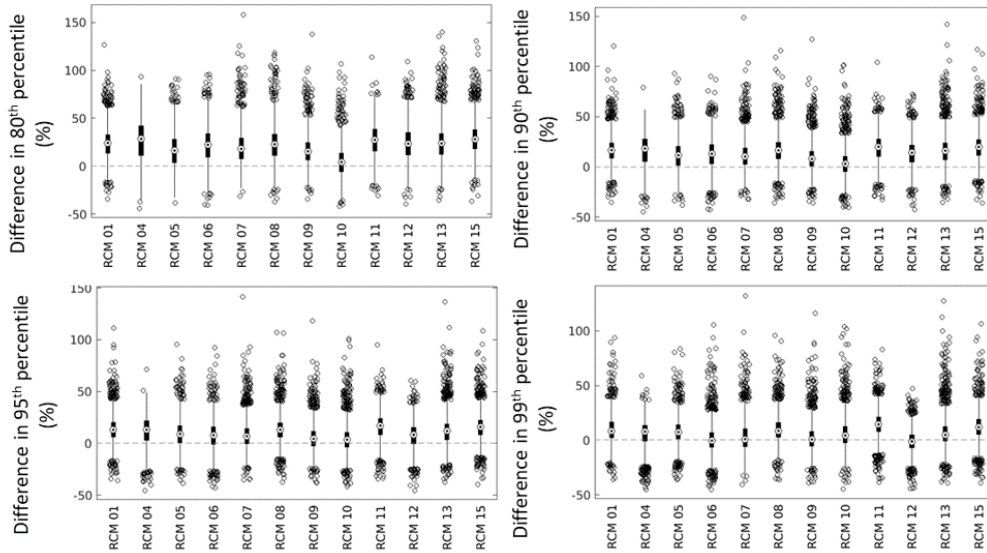 Difference in 80th percentile
(%)
150
100
50
0
-50
RCM 01
RCM 04
RCM 05
RCM 06
RCM 07
RCM 08
RCM 09
RCM 10
RCM 11
RCM 12
RCM 13
RCM 15
Difference in 90th percentile
(%)
150
100
50
0
-50
RCM 01
RCM 04
RCM 05
RCM 06
RCM 07
RCM 08
RCM 09
RCM 10
RCM 11
RCM 12
RCM 13
RCM 15
Difference in 95th percentile
(%)
150
100
50
0
-50
RCM 01
RCM 04
RCM 05
RCM 06
RCM 07
RCM 08
RCM 09
RCM 10
RCM 11
RCM 12
RCM 13
RCM 15
Difference in 99th percentile
(%)
100
50
0
-50
RCM 01
RCM 04
RCM 05
RCM 06
RCM 07
RCM 08
RCM 09
RCM 10
RCM 11
RCM 12
RCM 13
RCM 15